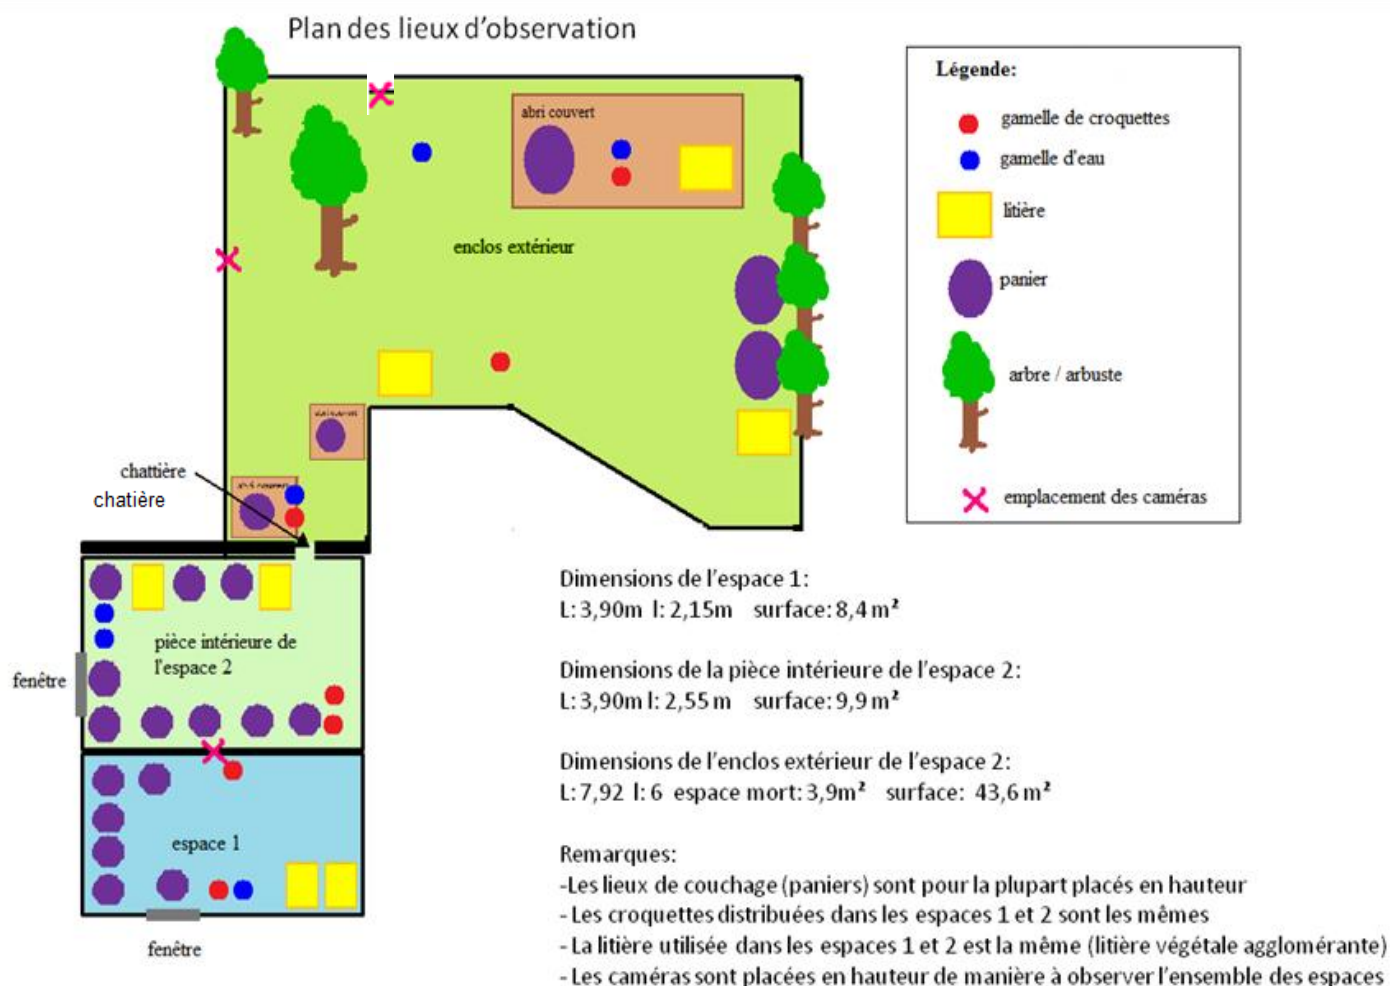 Plan des lieux d'observation
abri couvert
enclos extérieur
abri couvert
chattière
chatière
abri couvert
pièce intérieure de
l'espace 2
fenêtre
espace 1
fenêtre
Légende:
gamelle de croquettes
gamelle d'eau
litière
panier
arbre / arbuste
emplacement des caméras
Dimensions de l'espace 1:
L: 3,90m l: 2,15m surface: 8,4 m²
Dimensions de la pièce intérieure de l'espace 2:
L: 3,90m l: 2,55 m surface: 9,9 m²
Dimensions de l'enclos extérieur de l'espace 2:
L: 7,92 l: 6 espace mort: 3,9m² surface: 43,6 m²
Remarques:
-Les lieux de couchage (paniers) sont pour la plupart placés en hauteur
- Les croquettes distribuées dans les espaces 1 et 2 sont les mêmes
- La litière utilisée dans les espaces 1 et 2 est la même (litière végétale agglomérante)
- Les caméras sont placées en hauteur de manière à observer l'ensemble des espaces